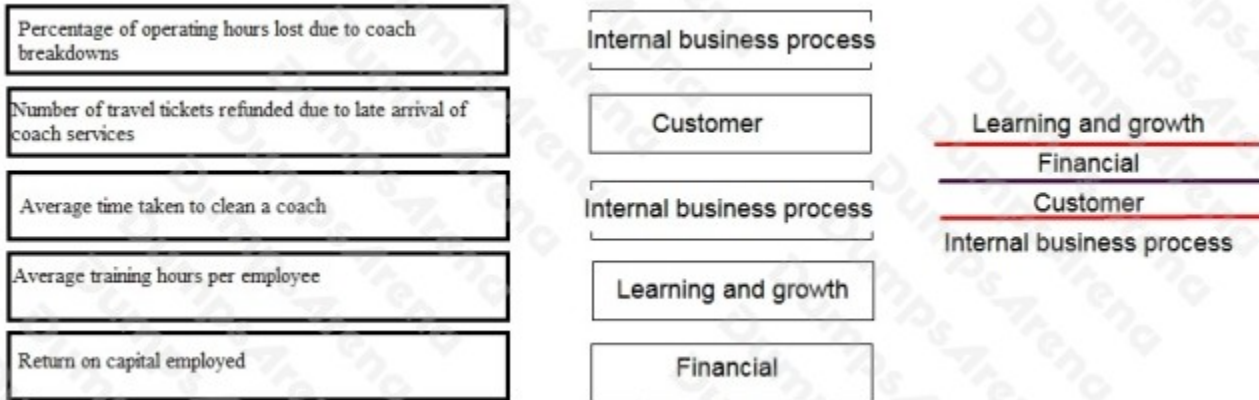 Percentage of operating hours lost due to coach
breakdowns
Internal business process
Number of travel tickets refunded due to late arrival of
coach services
Customer
Average time taken to clean a coach
Internal business process
Average training hours per employee
Learning and growth
Return on capital employed
Financial
Learning and growth
Financial
Customer
Internal business process
DumpsArena